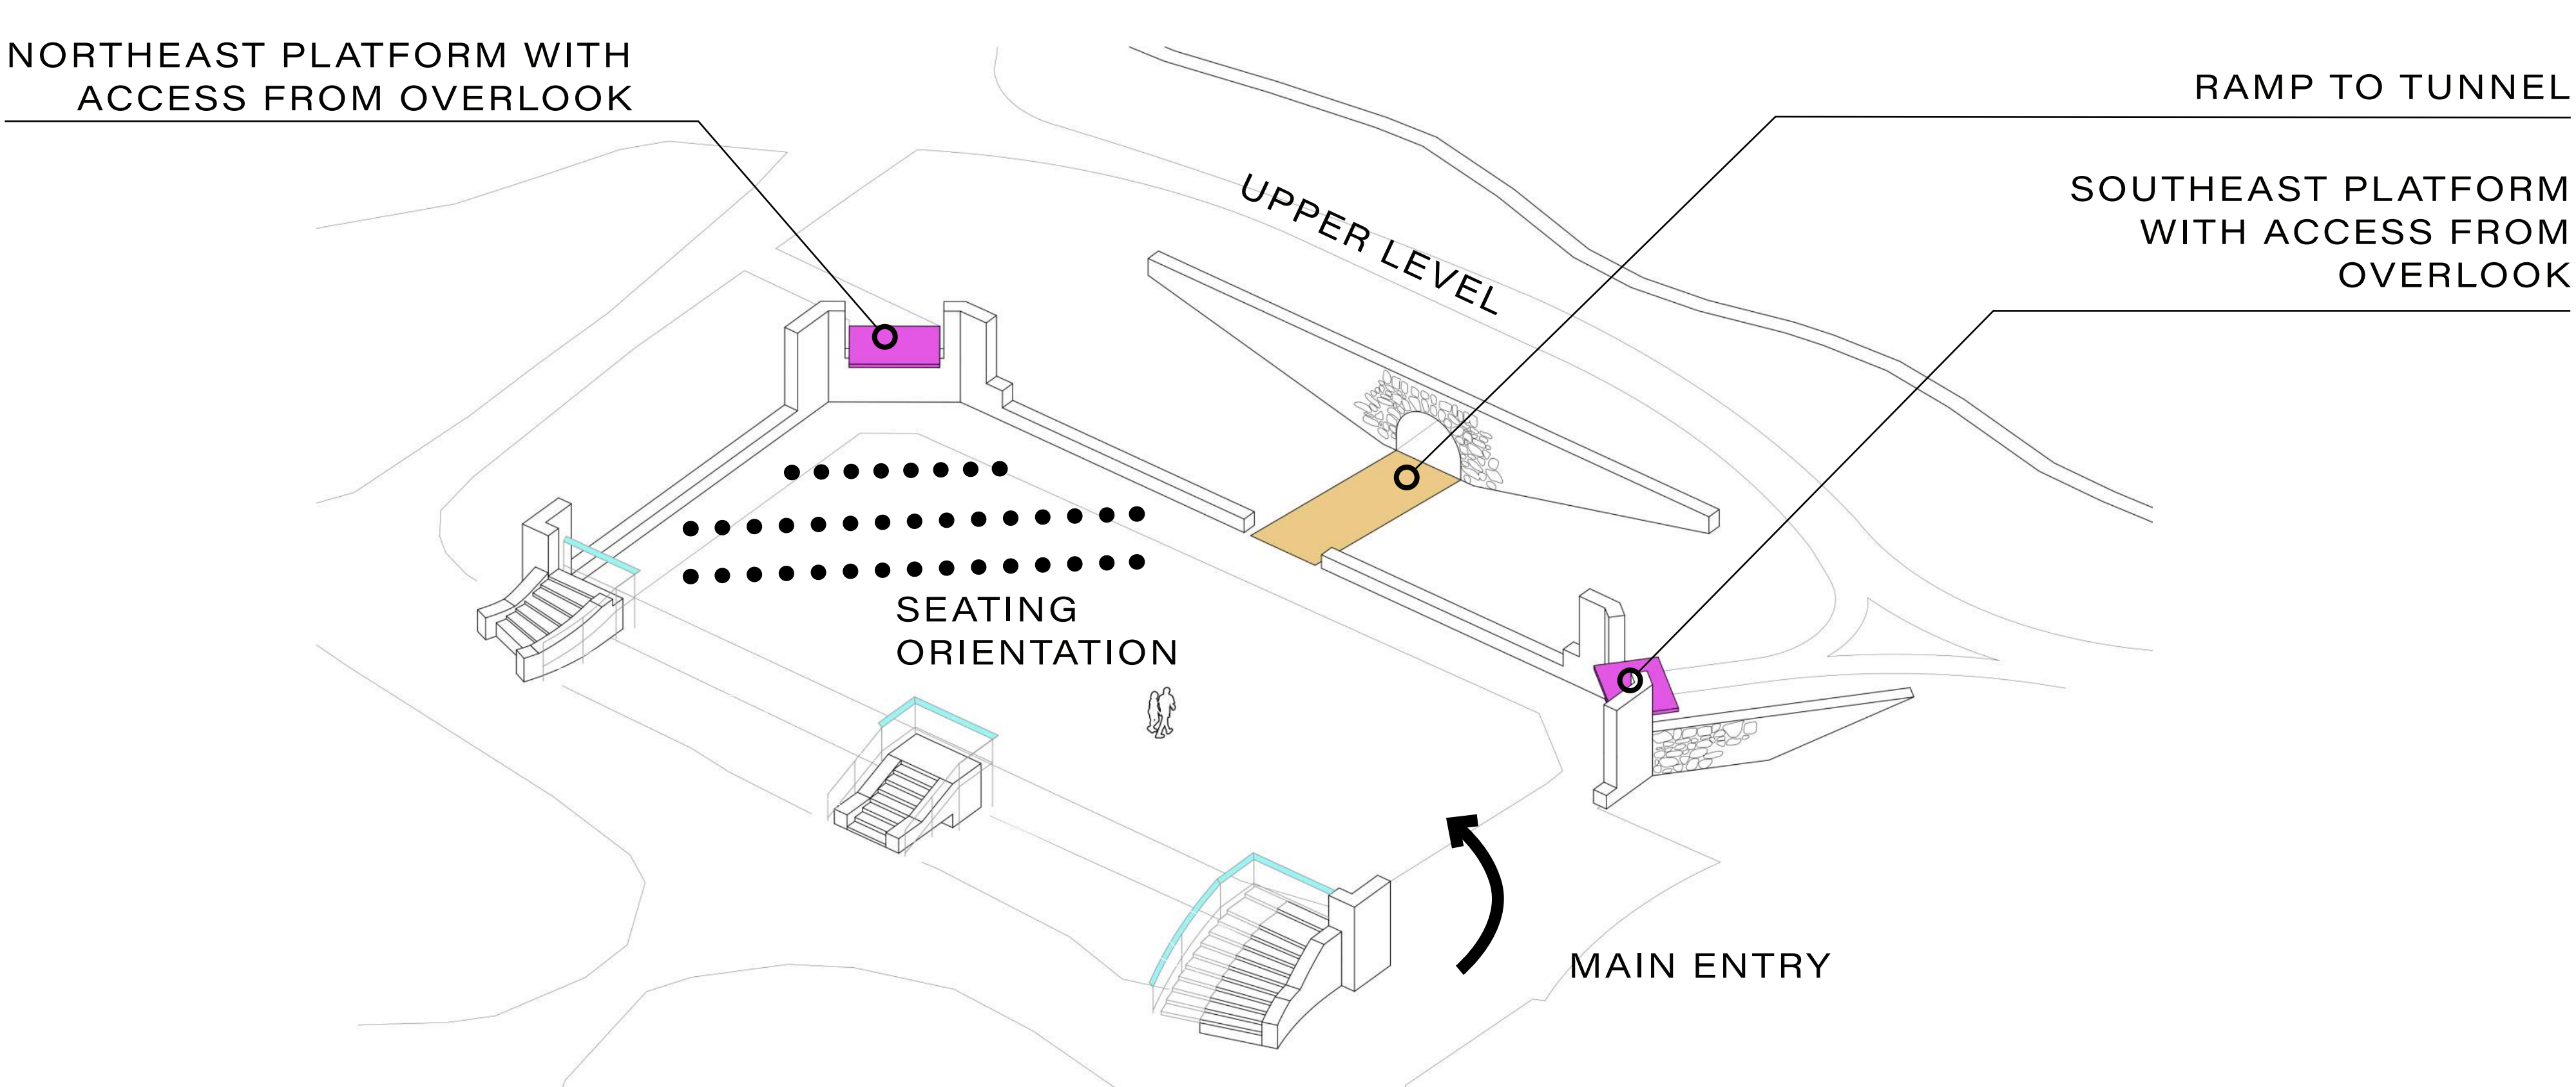 NORTHEAST PLATFORM WITH
ACCESS FROM OVERLOOK
RAMP TO TUNNEL
SOUTHEAST PLATFORM
WITH ACCESS FROM
OVERLOOK
UPPER LEVEL
SEATING
ORIENTATION
MAIN ENTRY